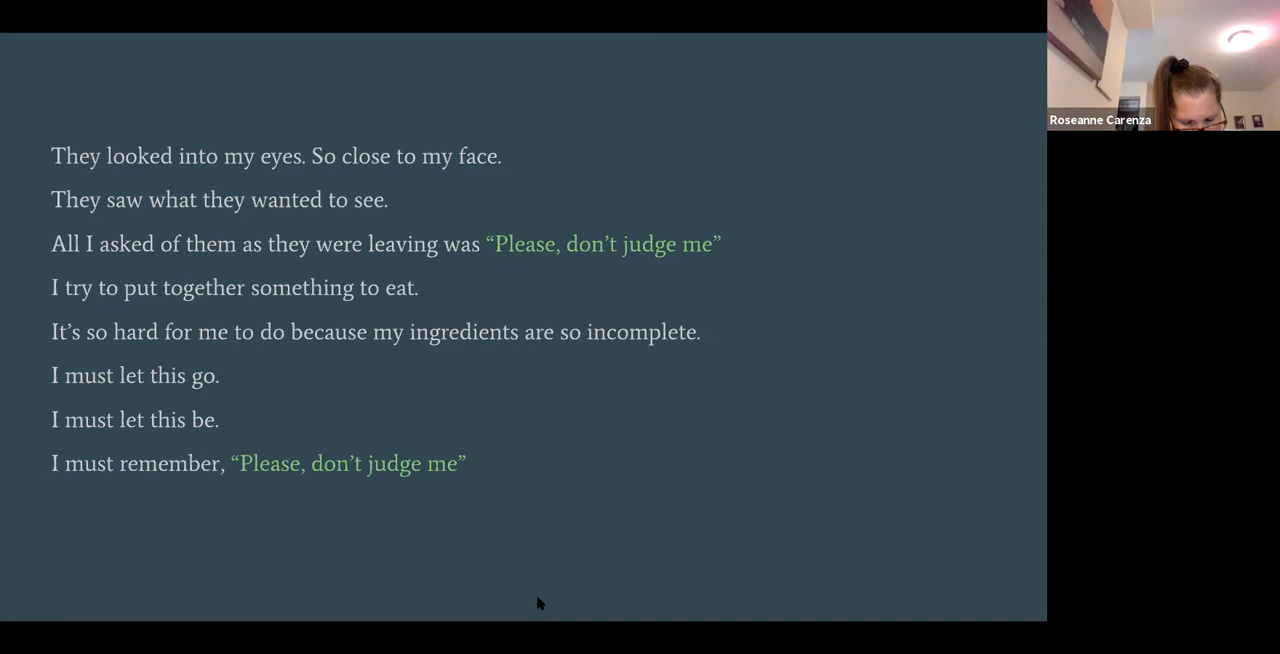 They looked into my eyes. So close to my face.
They saw what they wanted to see.
All I asked of them as they were leaving was “Please, don’t judge me”
I try to put together something to eat.
It’s so hard for me to do because my ingredients are so incomplete.
I must let this go.
I must let this be.
I must remember, “Please, don’t judge me”
Roseanne Carenza